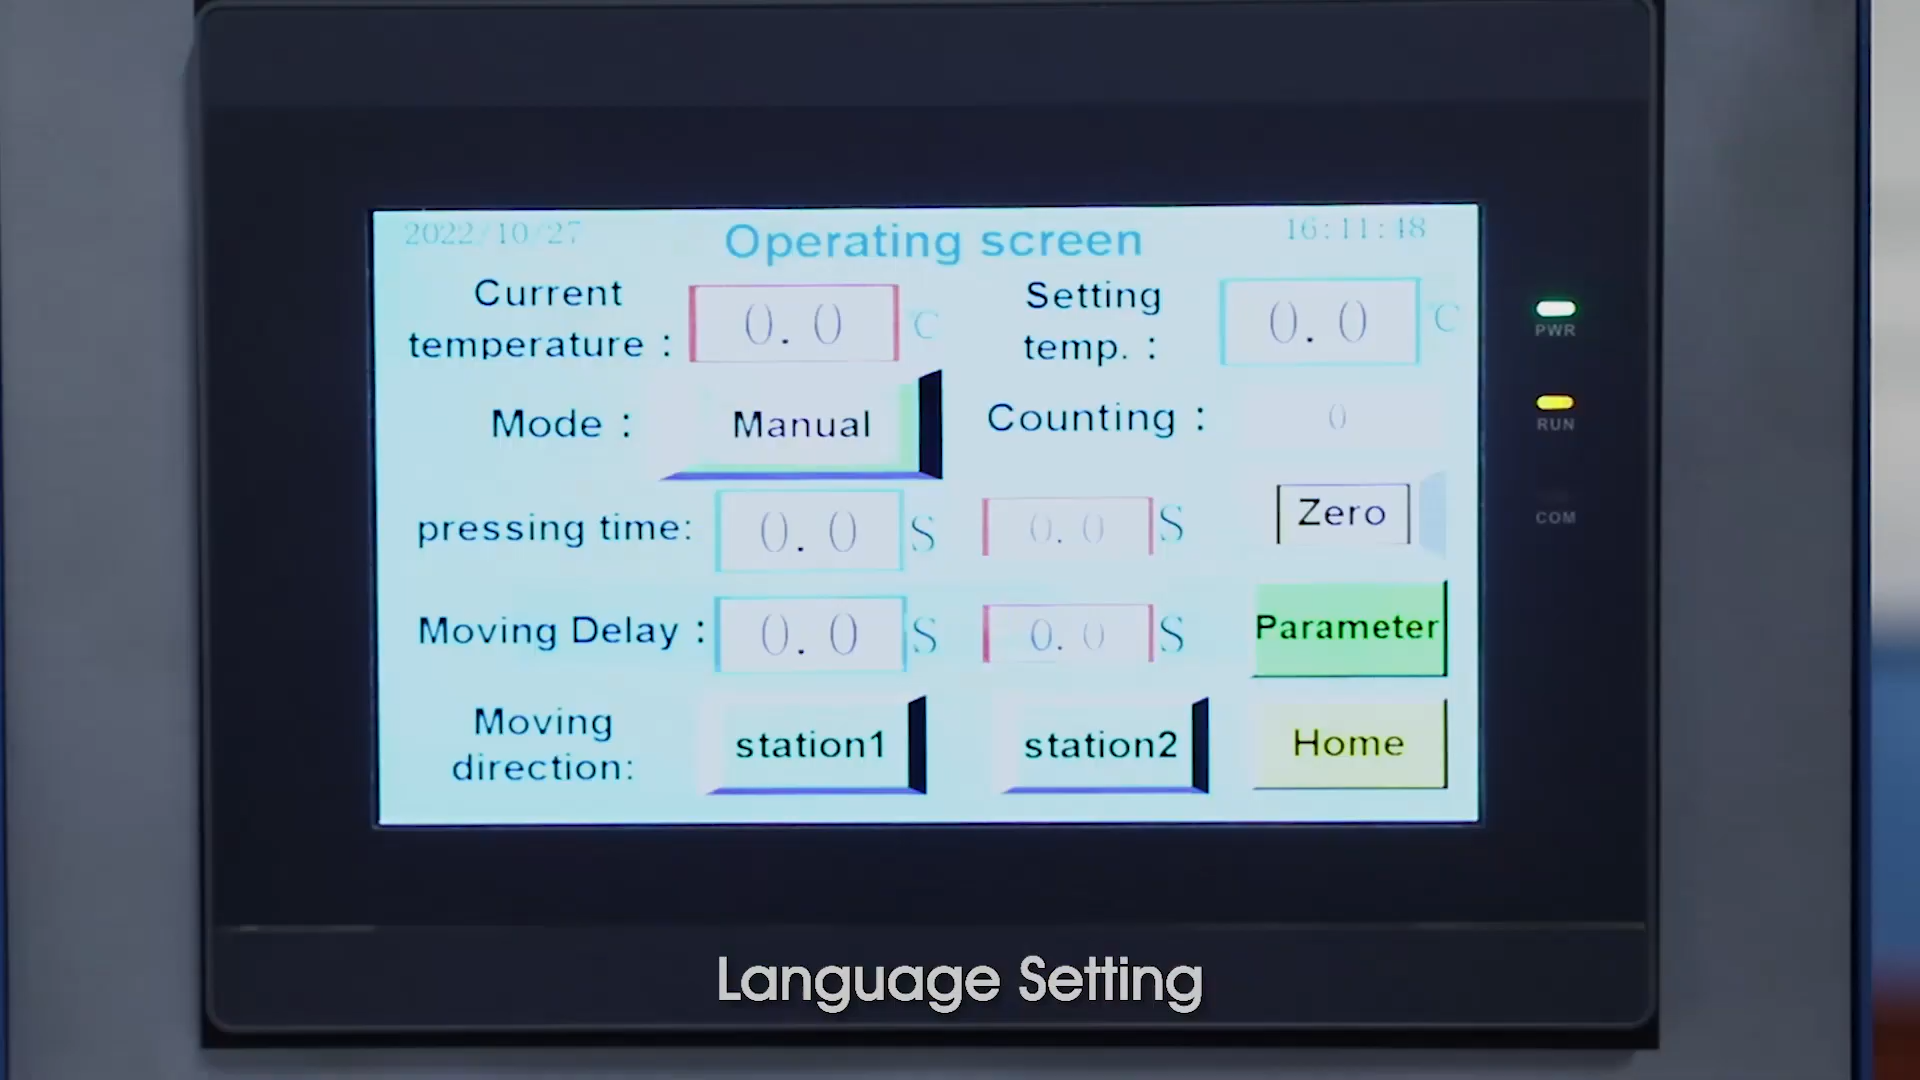 2022/10/27
Operating screen
16:11:48
Current temperature : 0.0 ℃
Setting temp. : 0.0 ℃
Mode : Manual
Counting : 0
pressing time: 0.0 S 0.0 S
Zero
Moving Delay : 0.0 S 0.0 S
Parameter
Moving direction: station1 station2
Home
PWR
RUN
COM
Language Setting